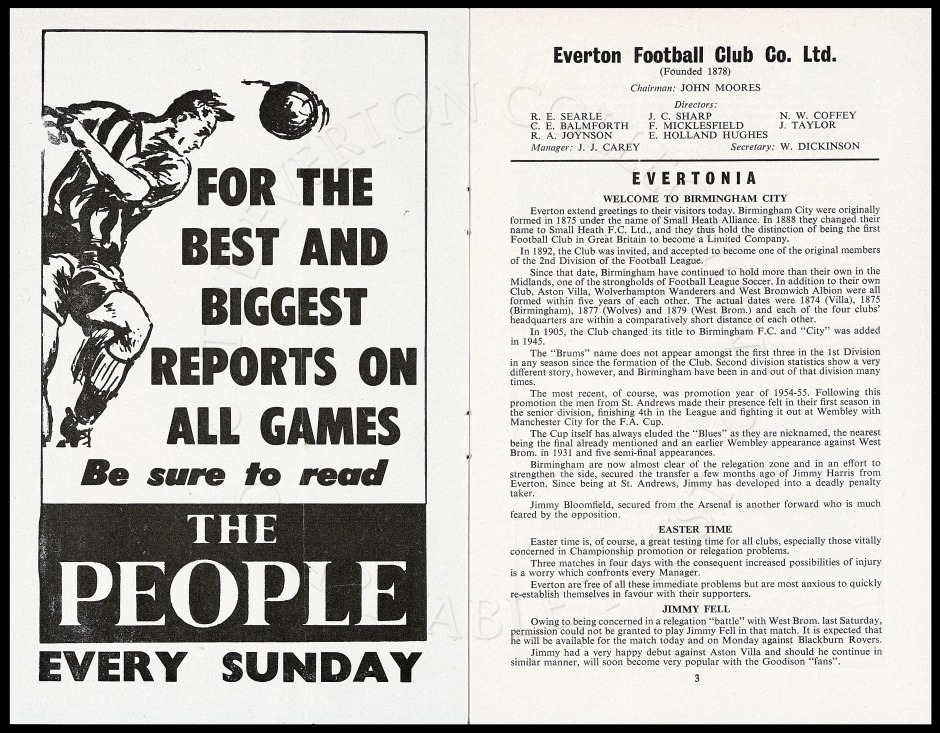 FOR THE
BEST AND
BIGGEST
REPORTS ON
ALL GAMES
Be sure to read
THE
PEOPLE
EVERY SUNDAY
Everton Football Club Co. Ltd.
(Founded 1878)
Chairman: JOHN MOORES
Directors:
R. E. SEARLE J. C. SHARP N. W. COFFEY
C. E. BALMFORTH F. MICKLESFIELD J. TAYLOR
R. A. JOYNSON E. HOLLAND HUGHES
Manager: J. J. CAREY Secretary: W. DICKINSON
EVERTONIA
WELCOME TO BIRMINGHAM CITY
Everton extend greetings to their visitors today. Birmingham City were originally
formed in 1875 under the name of Small Heath Alliance. In 1888 they changed their
name to Small Heath F.C. Ltd., and they thus hold the distinction of being the first
Football Club in Great Britain to become a Limited Company.
In 1892, the Club was invited, and accepted to become one of the original members
of the 2nd Division of the Football League.
Since that date, Birmingham have continued to hold more than their own in the
Midlands, one of the strongholds of Football League Soccer. In addition to their own
Club, Aston Villa, Wolverhampton Wanderers and West Bromwich Albion were all
formed within five years of each other. The actual dates were 1874 (Villa), 1875
(Birmingham), 1877 (Wolves) and 1879 (West Brom.) and each of the four clubs'
headquarters are within a comparatively short distance of each other.
In 1905, the Club changed its title to Birmingham F.C. and "City" was added
in 1945.
The "Brums" name does not appear amongst the first three in the 1st Division
in any season since the formation of the Club. Second division statistics show a very
different story, however, and Birmingham have been in and out of that division many
times.
The most recent, of course, was promotion year of 1954-55. Following this
promotion the men from St. Andrews made their presence felt in their first season in
the senior division, finishing 4th in the League and fighting it out at Wembley with
Manchester City for the F.A. Cup.
The Cup itself has always eluded the "Blues" as they are nicknamed, the nearest
being the final already mentioned and an earlier Wembley appearance against West
Brom. in 1931 and five semi-final appearances.
Birmingham are now almost clear of the relegation zone and in an effort to
strengthen the side, secured the transfer a few months ago of Jimmy Harris from
Everton. Since being at St. Andrews, Jimmy has developed into a deadly penalty
taker.
Jimmy Bloomfield, secured from the Arsenal is another forward who is much
feared by the opposition.
EASTER TIME
Easter time is, of course, a great testing time for all clubs, especially those vitally
concerned in Championship promotion or relegation problems.
Three matches in four days with the consequent increased possibilities of injury
is a worry which confronts every Manager.
Everton are free of all these immediate problems but are most anxious to quickly
re-establish themselves in favour with their supporters.
JIMMY FELL
Owing to being concerned in a relegation "battle" with West Brom. last Saturday,
permission could not be granted to play Jimmy Fell in that match. It is expected that
he will be available for the match today and on Monday against Blackburn Rovers.
Jimmy had a very happy debut against Aston Villa and should he continue in
similar manner, will soon become very popular with the Goodison "fans".
3